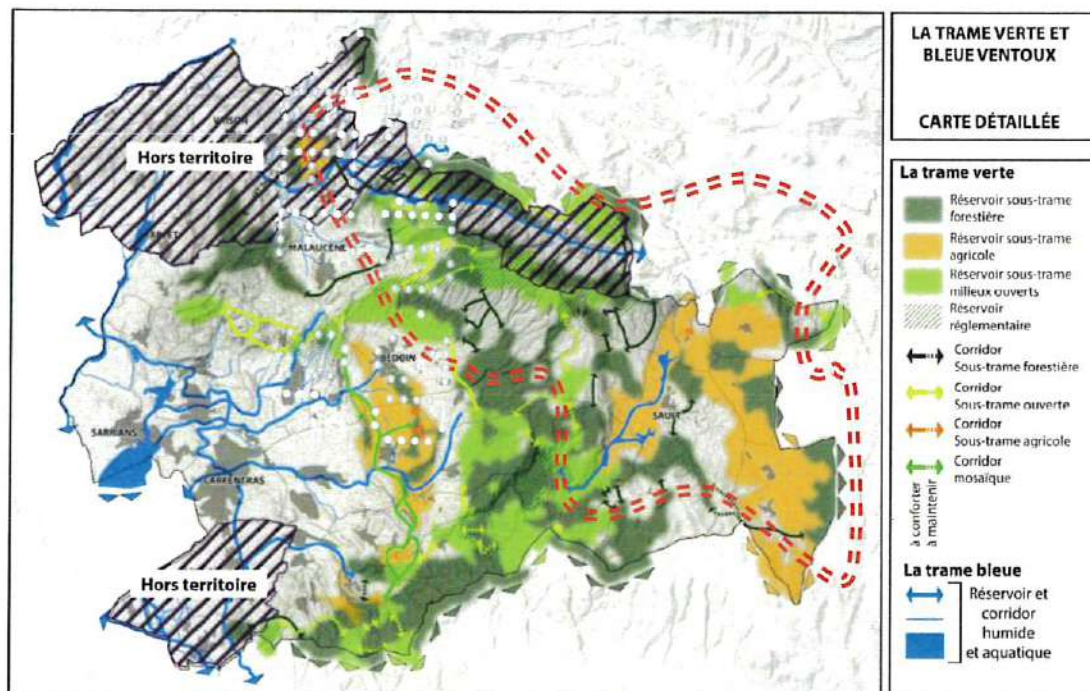 LA TRAME VERTE ET
BLEUE VENTOUX
CARTE DÉTAILLÉE
Hors territoire
MALAUCÈNE
BEDOIN
SAULT
SARRIANS
CARPENTRAS
Hors territoire
La trame verte
Réservoir sous-trame
forestière
Réservoir sous-trame
agricole
Réservoir sous-trame
milieux ouverts
Réservoir
réglementaire
Corridor
Sous-trame forestière
Corridor
Sous-trame ouverte
Corridor
Sous-trame agricole
Corridor
mosaïque
à conforter
à maintenir
La trame bleue
Réservoir et
corridor
humide
et aquatique